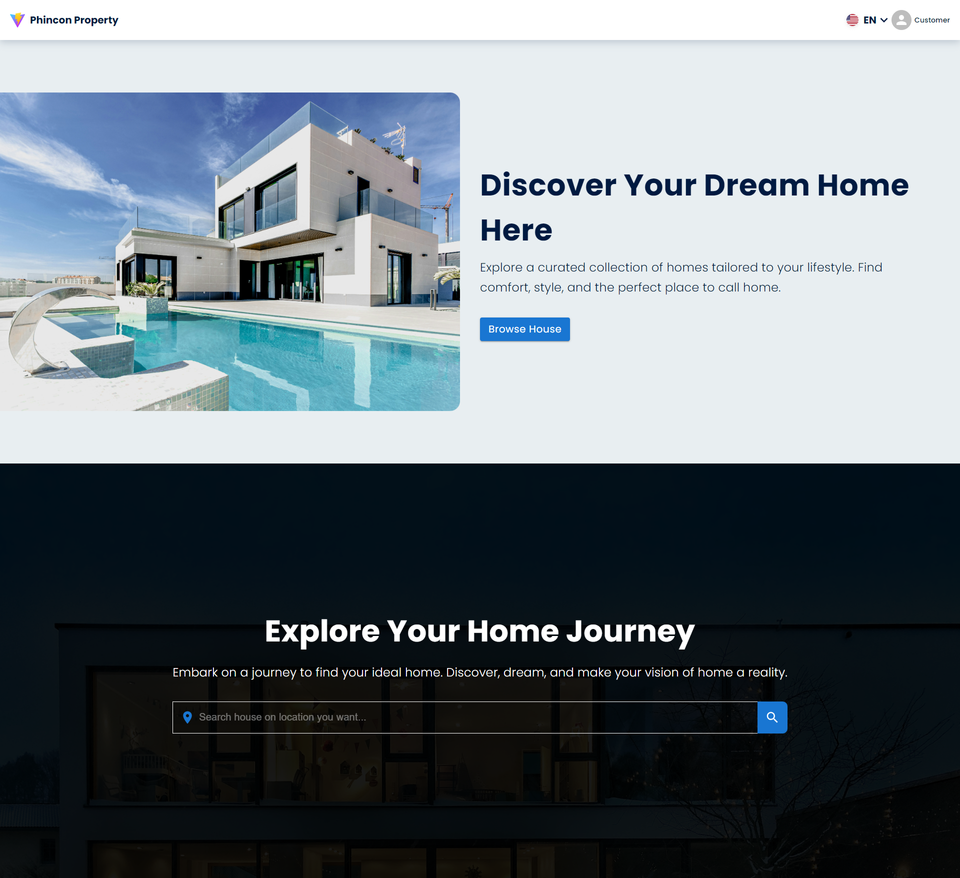 Phincon Property
EN
Customer
Discover Your Dream Home
Here
Explore a curated collection of homes tailored to your lifestyle. Find
comfort, style, and the perfect place to call home.
Browse House
Explore Your Home Journey
Embark on a journey to find your ideal home. Discover, dream, and make your vision of home a reality.
Search house on location you want...